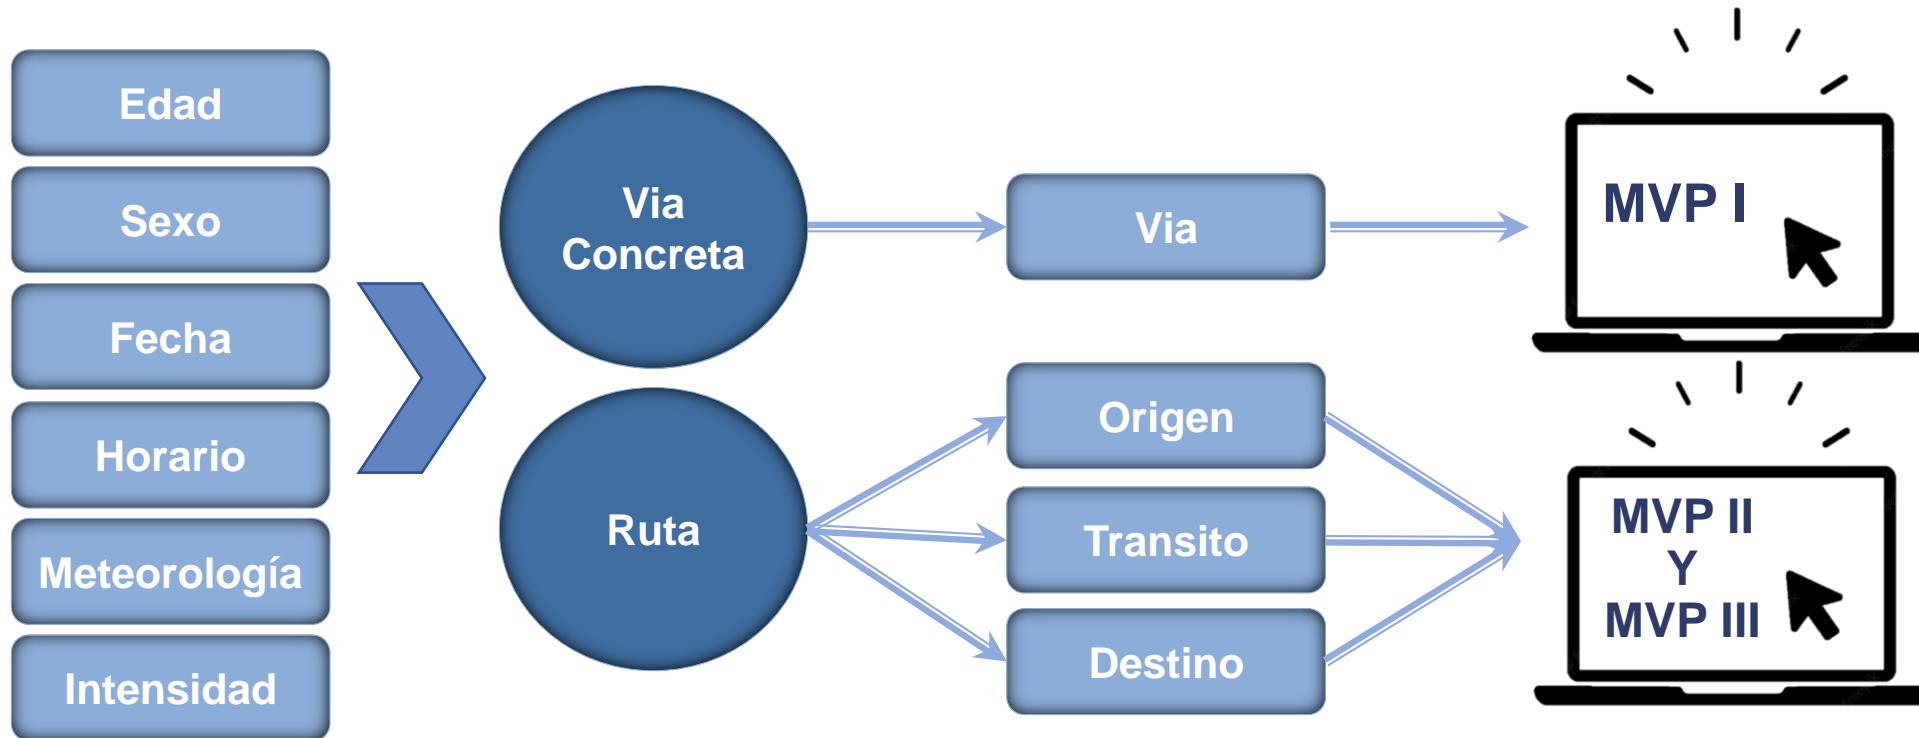 Edad
Sexo
Fecha
Horario
Meteorología
Intensidad
Via
Concreta
Ruta
Via
Origen
Transito
Destino
MVP I
MVP II
Y
MVP III